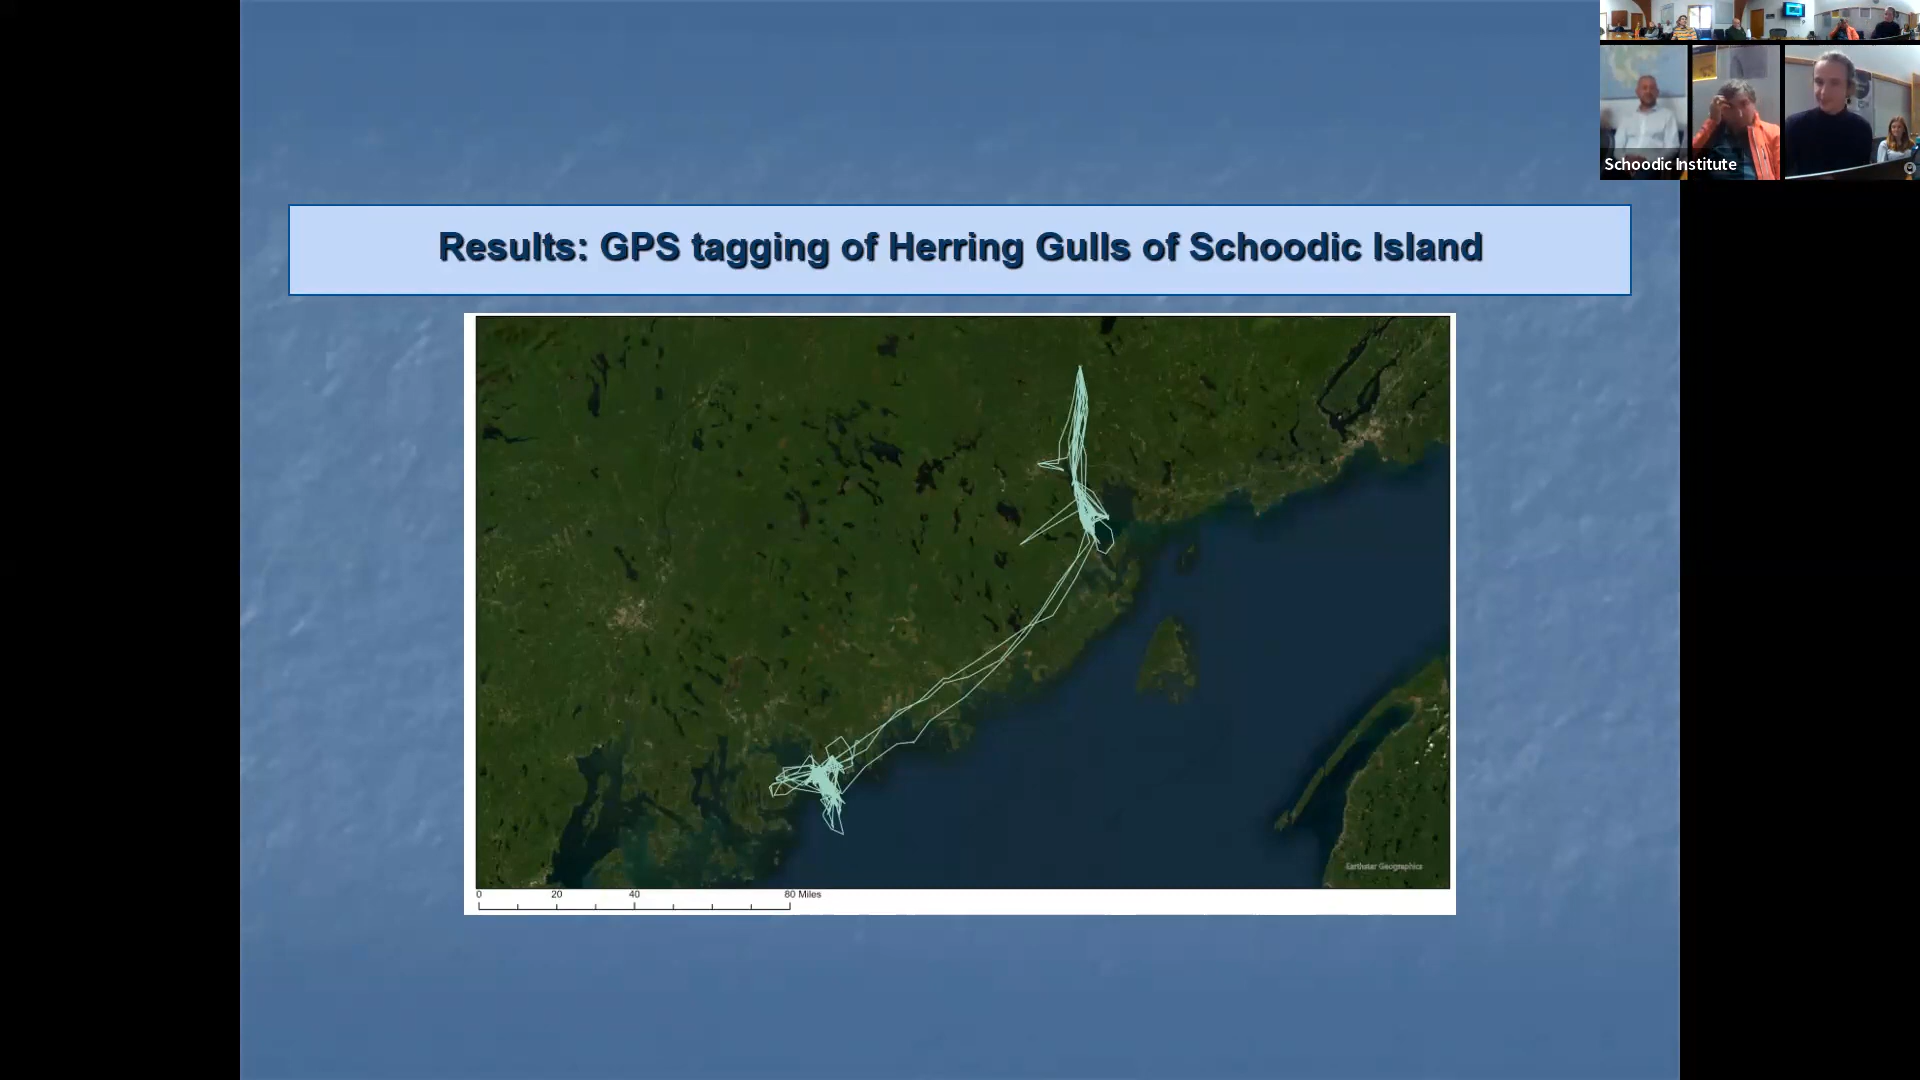 Schoodic Institute
Results: GPS tagging of Herring Gulls of Schoodic Island
Earthstar Geographics
0 20 40 80 Miles